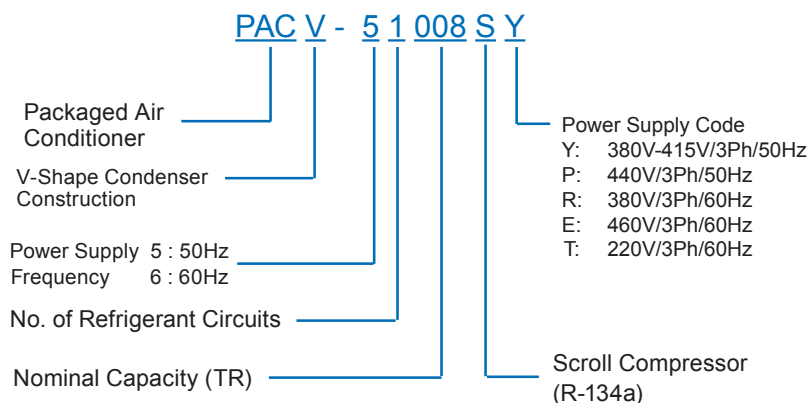 PAC V - 5 1 008 S Y
Packaged Air
Conditioner
V-Shape Condenser
Construction
Power Supply 5 : 50Hz
Frequency 6 : 60Hz
No. of Refrigerant Circuits
Nominal Capacity (TR)
Power Supply Code
Y: 380V-415V/3Ph/50Hz
P: 440V/3Ph/50Hz
R: 380V/3Ph/60Hz
E: 460V/3Ph/60Hz
T: 220V/3Ph/60Hz
Scroll Compressor
(R-134a)